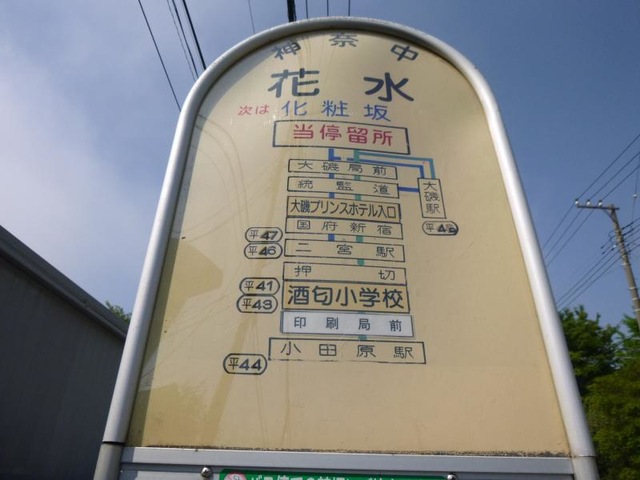 神奈中
花水
次は 化粧坂
当停留所
大磯局前
統監道
大磯駅
大磯プリンスホテル入口
国府新宿
平47
平46
二宮駅
押切
平41
平43
酒匂小学校
印刷局前
小田原駅
平44